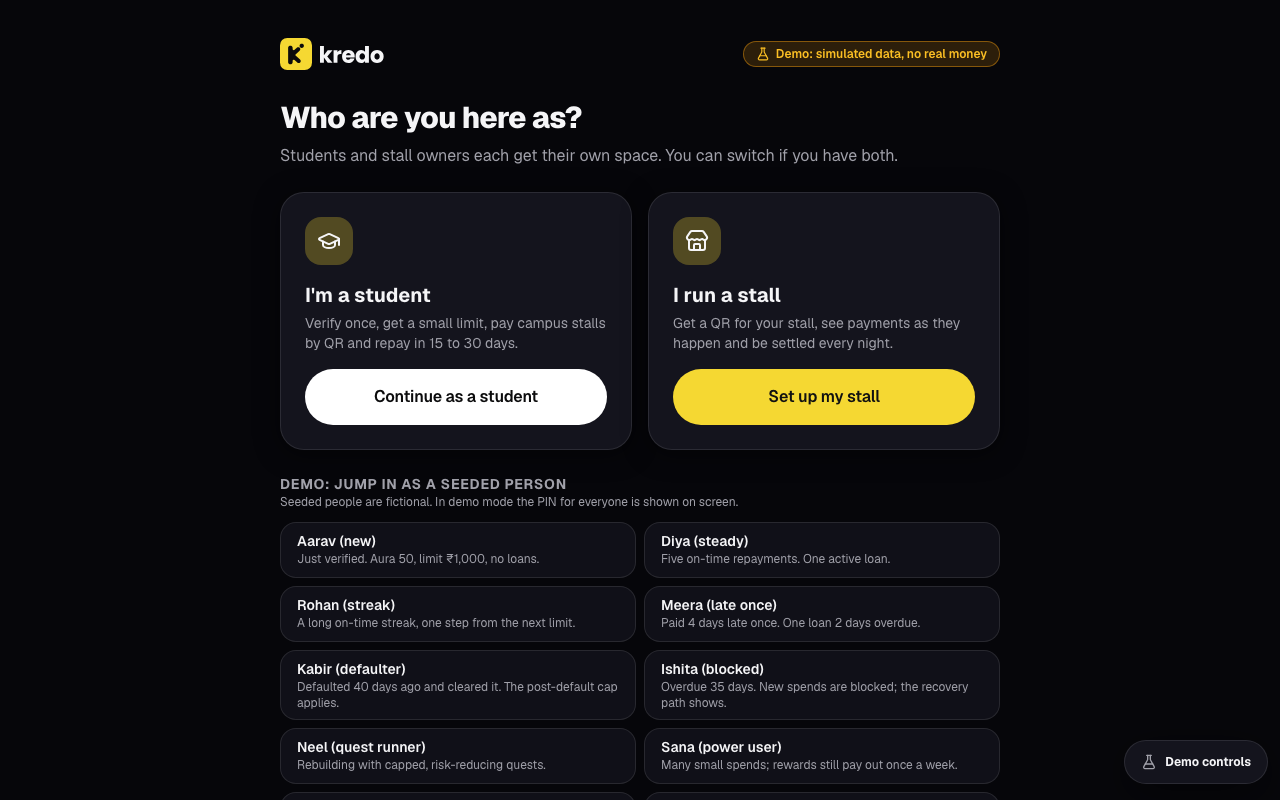 kredo
Demo: simulated data, no real money
Who are you here as?
Students and stall owners each get their own space. You can switch if you have both.
I'm a student
Verify once, get a small limit, pay campus stalls
by QR and repay in 15 to 30 days.
Continue as a student
I run a stall
Get a QR for your stall, see payments as they
happen and be settled every night.
Set up my stall
DEMO: JUMP IN AS A SEEDED PERSON
Seeded people are fictional. In demo mode the PIN for everyone is shown on screen.
Aarav (new)
Just verified. Aura 50, limit ₹1,000, no loans.
Diya (steady)
Five on-time repayments. One active loan.
Rohan (streak)
A long on-time streak, one step from the next limit.
Meera (late once)
Paid 4 days late once. One loan 2 days overdue.
Kabir (defaulter)
Defaulted 40 days ago and cleared it. The post-default cap
applies.
Ishita (blocked)
Overdue 35 days. New spends are blocked; the recovery
path shows.
Neel (quest runner)
Rebuilding with capped, risk-reducing quests.
Sana (power user)
Many small spends; rewards still pay out once a week.
Demo controls